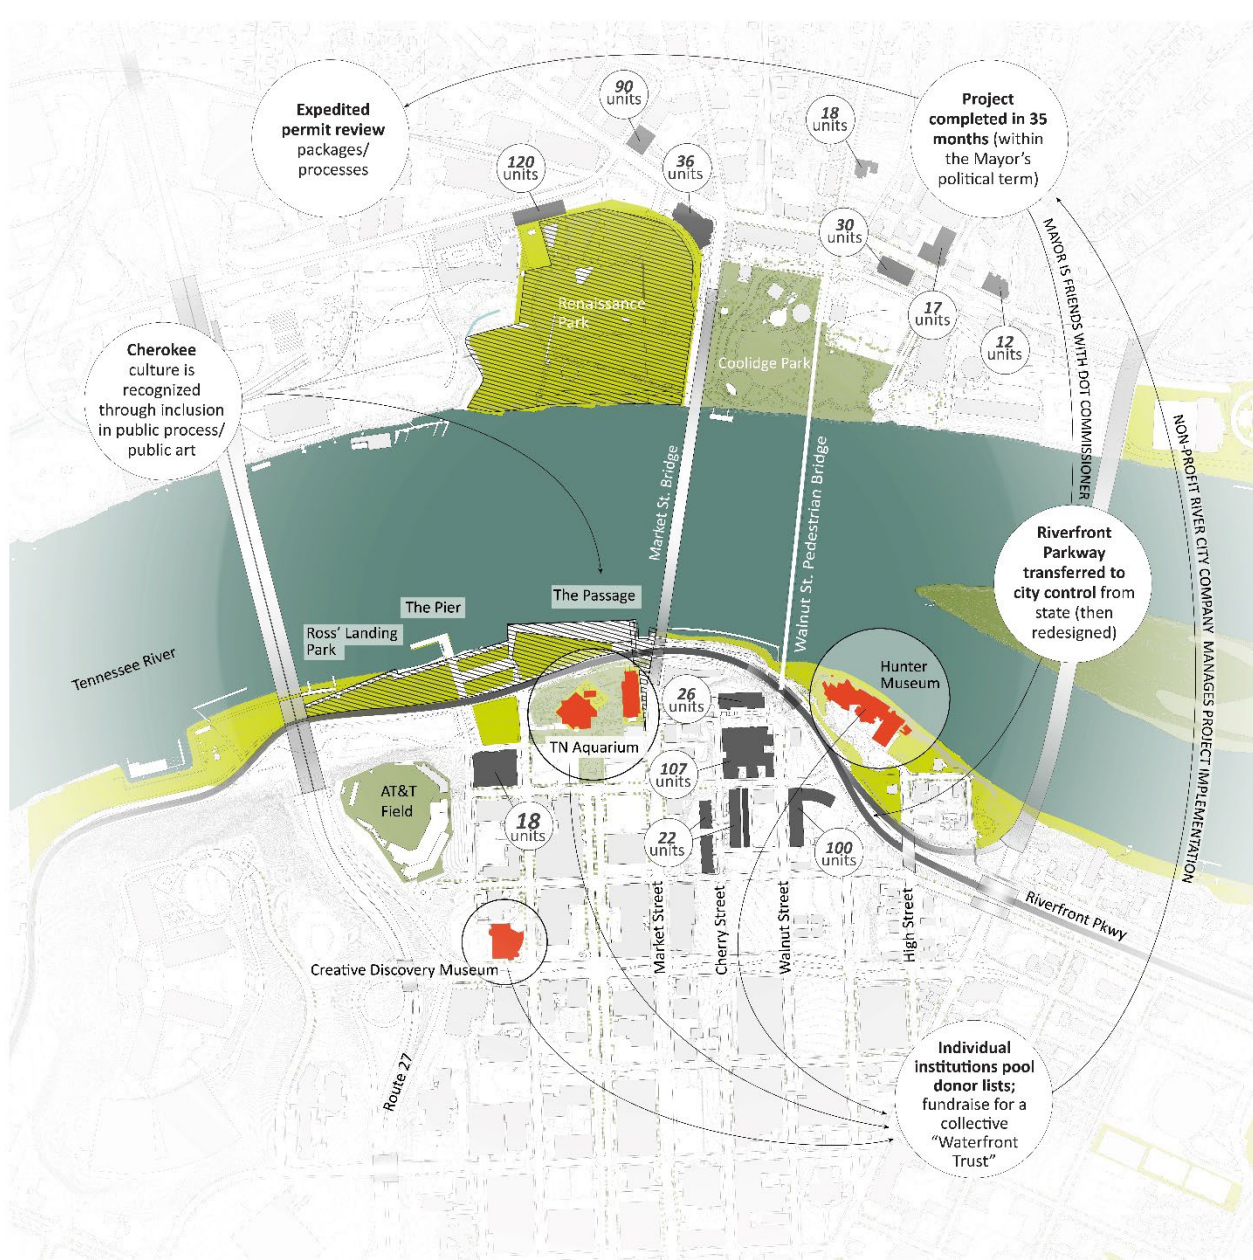 Expedited
permit review
packages/
processes
90
units
18
units
Project
completed in 35
months (within
the Mayor's
political term)
120
units
36
units
30
units
17
units
12
units
MAYOR IS FRIENDS WITH DOT COMMISSIONER
NON-PROFIT RIVER CITY COMPANY MANAGES PROJECT IMPLEMENTATION
Renaissance
Park
Coolidge Park
Cherokee
culture is
recognized
through inclusion
in public process/
public art
Market St. Bridge
Walnut St. Pedestrian Bridge
Riverfront
Parkway
transferred to
city control from
state (then
redesigned)
The Passage
The Pier
Ross' Landing
Park
Tennessee River
Hunter
Museum
26
units
TN Aquarium
107
units
AT&T
Field
18
units
22
units
100
units
Market Street
Cherry Street
Walnut Street
High Street
Riverfront Pkwy
Creative Discovery Museum
Route 27
Individual
institutions pool
donor lists;
fundraise for a
collective
“Waterfront
Trust”